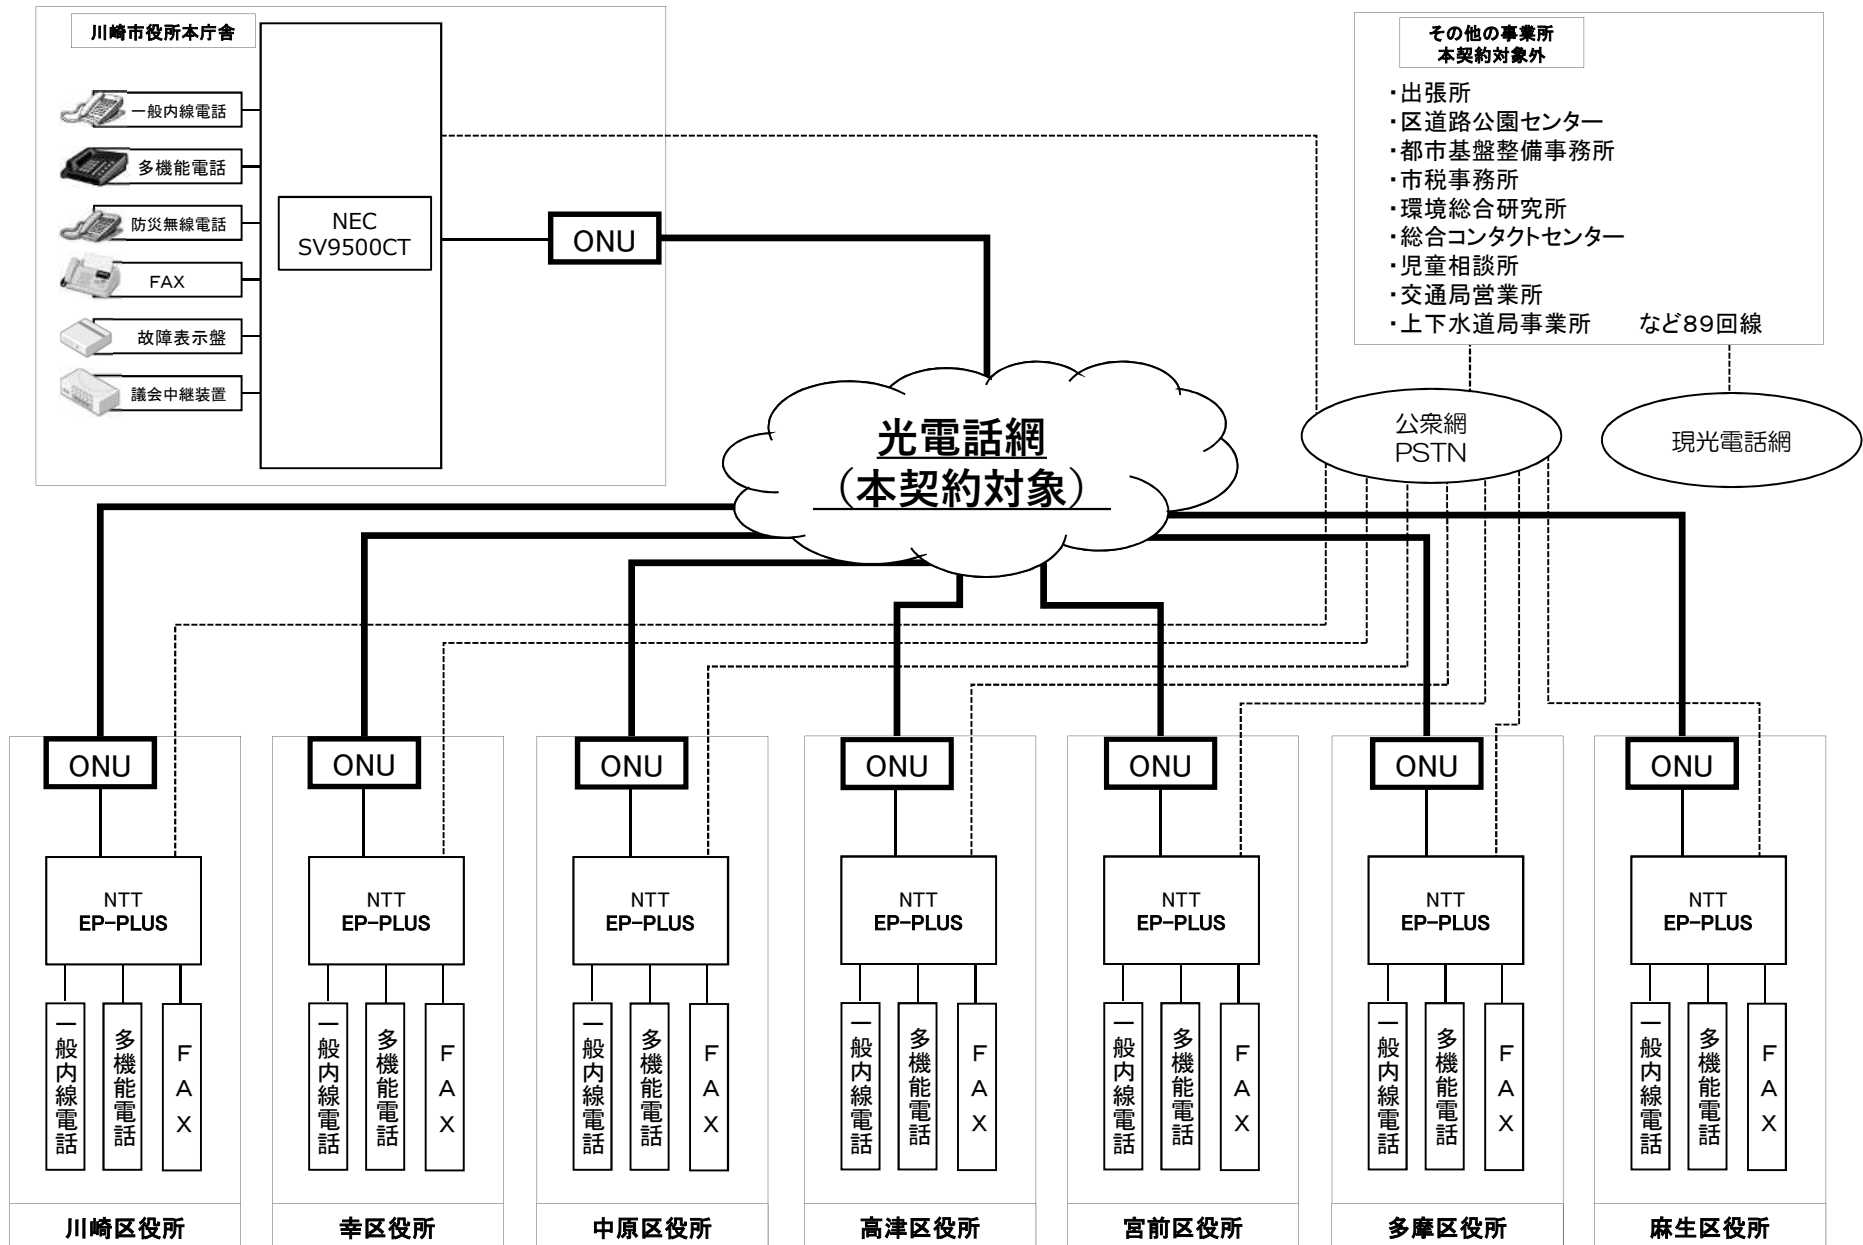 川崎市役所本庁舎
一般内線電話
多機能電話
防災無線電話
FAX
故障表示盤
議会中継装置
NEC
SV9500CT
ONU
その他の事業所
本契約対象外
・出張所
・区道路公園センター
・都市基盤整備事務所
・市税事務所
・環境総合研究所
・総合コンタクトセンター
・児童相談所
・交通局営業所
・上下水道局事業所　　など89回線
光電話網
（本契約対象）
公衆網
PSTN
現光電話網
ONU
NTT
EP-PLUS
一般内線電話
多機能電話
FAX
川崎区役所
ONU
NTT
EP-PLUS
一般内線電話
多機能電話
FAX
幸区役所
ONU
NTT
EP-PLUS
一般内線電話
多機能電話
FAX
中原区役所
ONU
NTT
EP-PLUS
一般内線電話
多機能電話
FAX
高津区役所
ONU
NTT
EP-PLUS
一般内線電話
多機能電話
FAX
宮前区役所
ONU
NTT
EP-PLUS
一般内線電話
多機能電話
FAX
多摩区役所
ONU
NTT
EP-PLUS
一般内線電話
多機能電話
FAX
麻生区役所